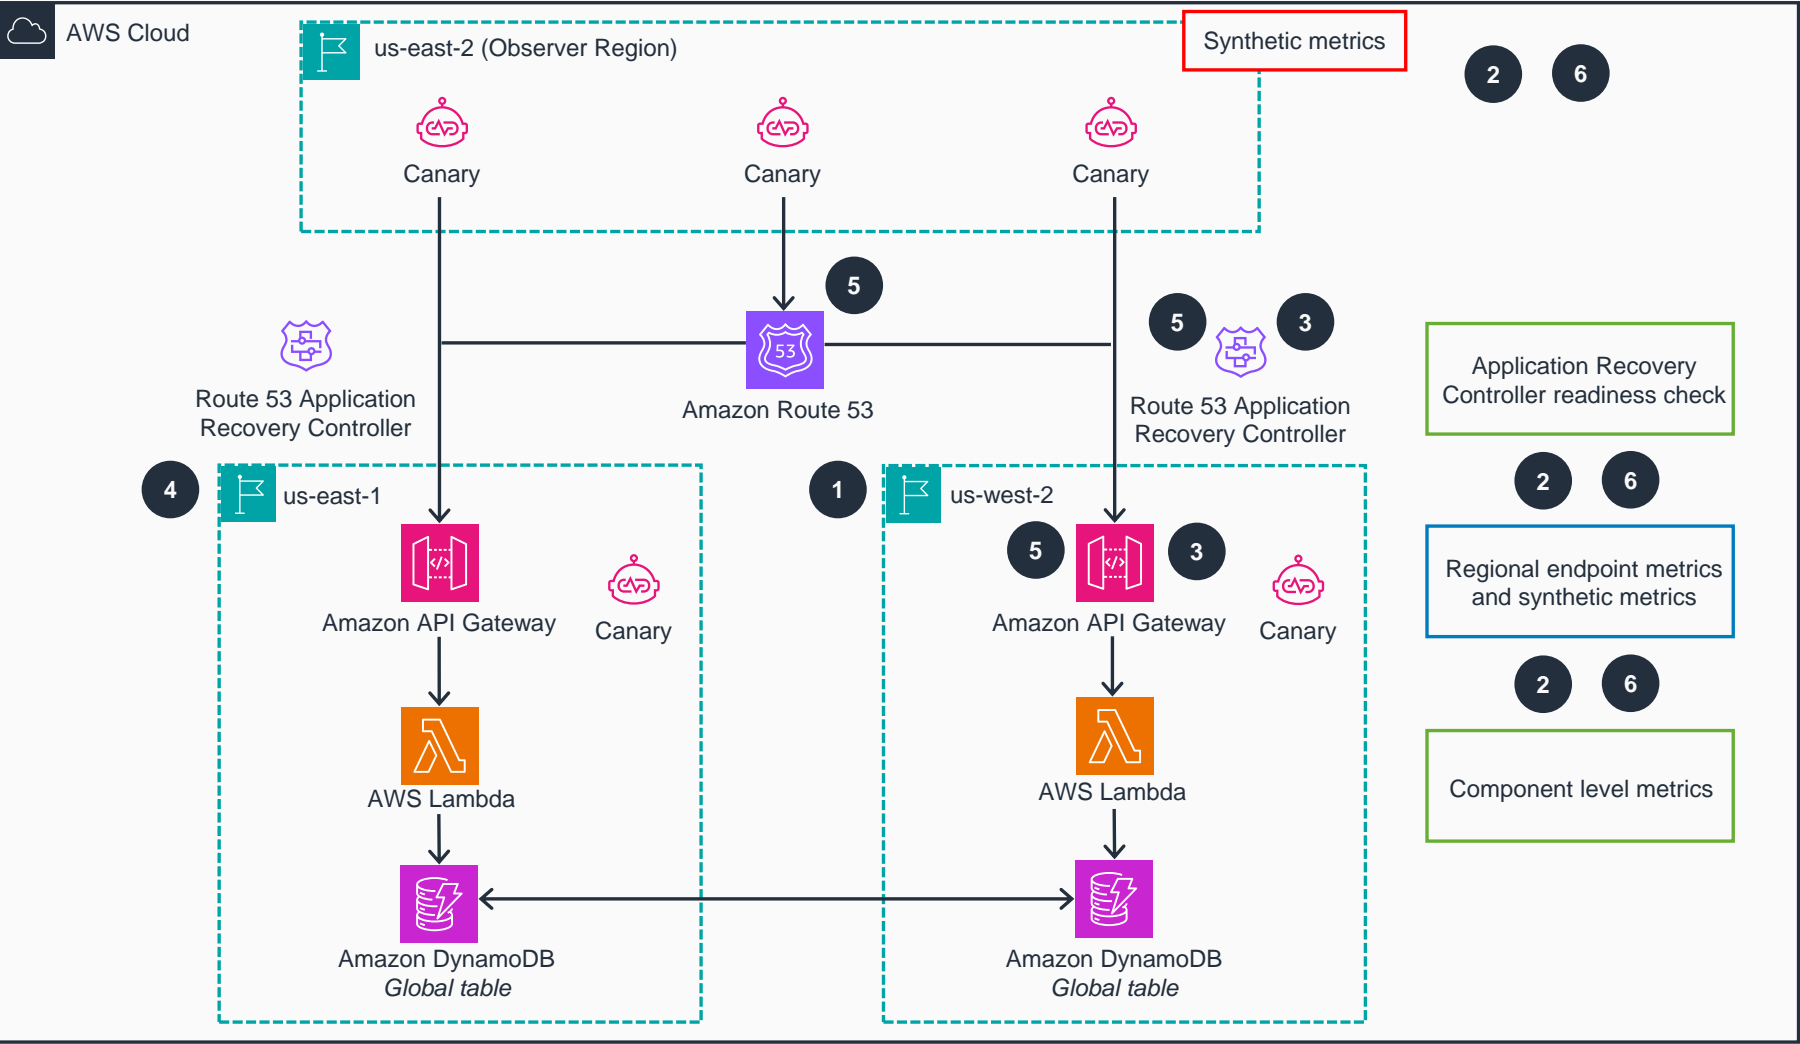 AWS Cloud
us-east-2 (Observer Region)
Synthetic metrics
2
6
Canary
Canary
Canary
5
5
3
53
Route 53 Application
Recovery Controller
Amazon Route 53
Route 53 Application
Recovery Controller
Application Recovery
Controller readiness check
4
us-east-1
1
us-west-2
2
6
5
3
</>
</>
Amazon API Gateway
Canary
Amazon API Gateway
Canary
Regional endpoint metrics
and synthetic metrics
2
6
AWS Lambda
AWS Lambda
Component level metrics
Amazon DynamoDB
Global table
Amazon DynamoDB
Global table